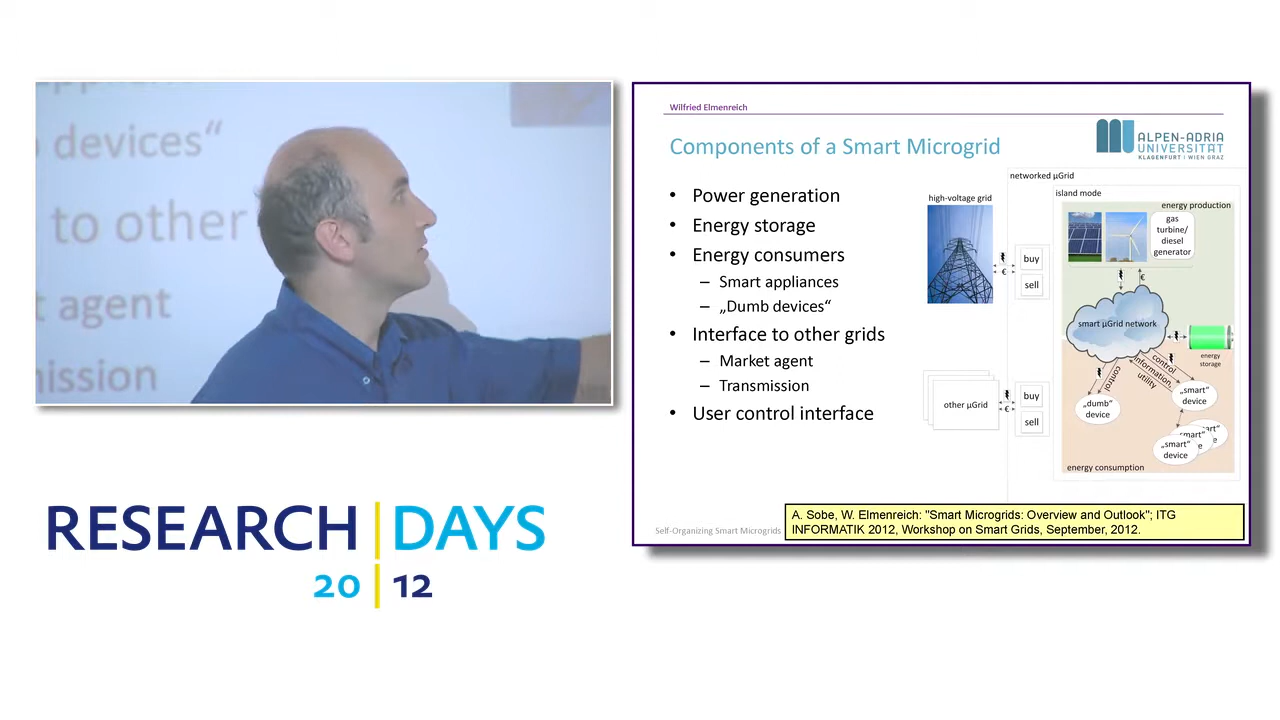 devices“
to other
agent
RESEARCH DAYS
20 12
Wilfried Elmenreich
Components of a Smart Microgrid
ALPEN-ADRIA
UNIVERSITÄT
KLAGENFURT / WIEN GRAZ
• Power generation
• Energy storage
• Energy consumers
– Smart appliances
– „Dumb devices“
• Interface to other grids
– Market agent
– Transmission
• User control interface
networked µGrid
island mode
high-voltage grid
energy production
gas
turbine/
diesel
generator
€
buy
€
sell
smart µGrid network
energy
storage
control
control
information
utility
„smart“
device
„dumb“
device
other µGrid
buy
€
sell
„smart“
device
energy consumption
Self-Organizing Smart Microgrids
A. Sobe, W. Elmenreich: "Smart Microgrids: Overview and Outlook"; ITG
INFORMATIK 2012, Workshop on Smart Grids, September, 2012.